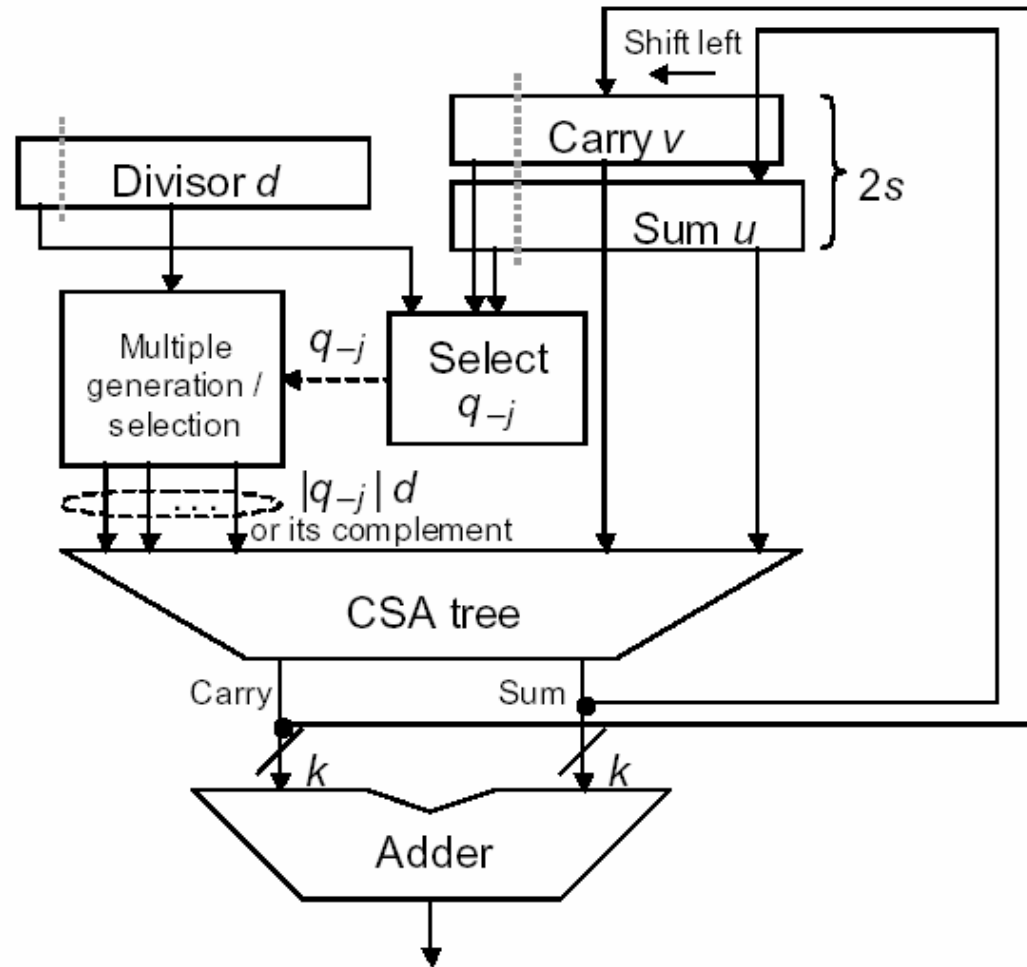 Shift left
Carry v
Divisor d
2s
Sum u
Multiple
generation /
selection
q–j
Select
q–j
...
|q–j| d
or its complement
CSA tree
Carry
Sum
k
k
Adder